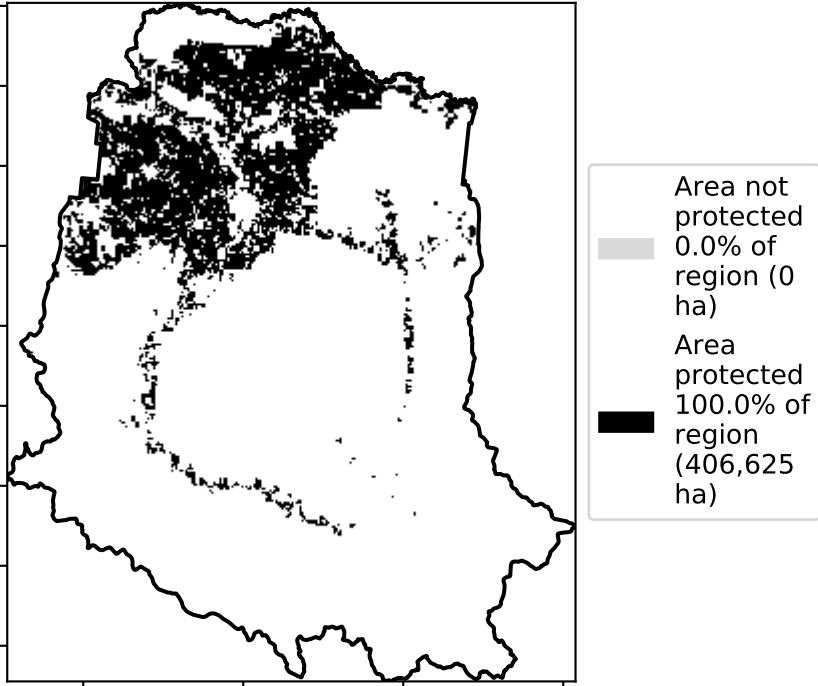 Area not
protected
0.0% of
region (0
ha)
Area
protected
100.0% of
region
(406,625
ha)